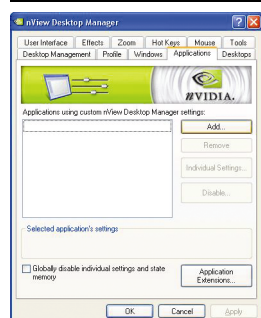 nView Desktop Manager
User Interface Effects Zoom Hot Keys Mouse Tools
Desktop Management Profile Windows Applications Desktops
NVIDIA.
Applications using custom nView Desktop Manager settings:
Add...
Remove
Individual Settings...
Disable...
Selected application's settings
Globally disable individual settings and state memory
Application Extensions...
OK Cancel Apply